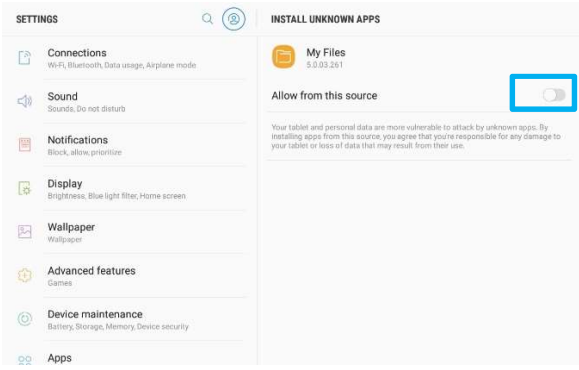 SETTINGS
Connections
Wi-Fi, Bluetooth, Data usage, Airplane mode
Sound
Sounds, Do not disturb
Notifications
Block, allow, prioritize
Display
Brightness, Blue light filter, Home screen
Wallpaper
Wallpaper
Advanced features
Games
Device maintenance
Battery, Storage, Memory, Device security
Apps
INSTALL UNKNOWN APPS
My Files
5.0.03.261
Allow from this source
Your tablet and personal data are more vulnerable to attack by unknown apps. By
installing apps from this source, you agree that you're responsible for any damage to
your tablet or loss of data that may result from their use.